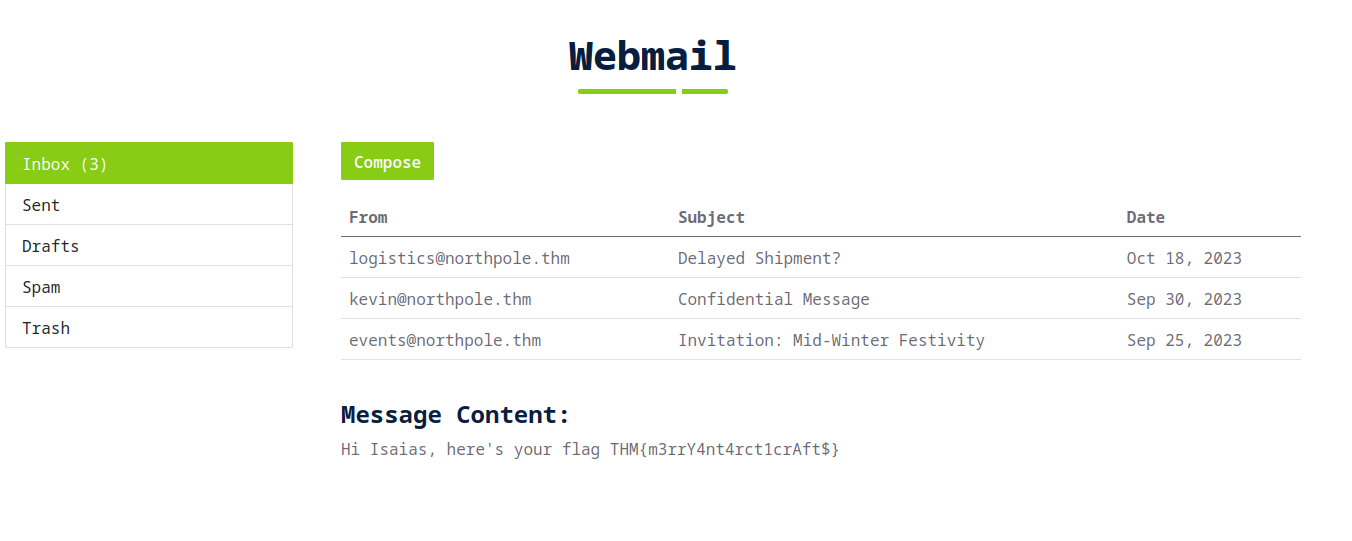 Webmail
Inbox (3)
Sent
Drafts
Spam
Trash
Compose
From Subject Date
logistics@northpole.thm Delayed Shipment? Oct 18, 2023
kevin@northpole.thm Confidential Message Sep 30, 2023
events@northpole.thm Invitation: Mid-Winter Festivity Sep 25, 2023
Message Content:
Hi Isaias, here's your flag THM{m3rrY4nt4rct1crAft$}